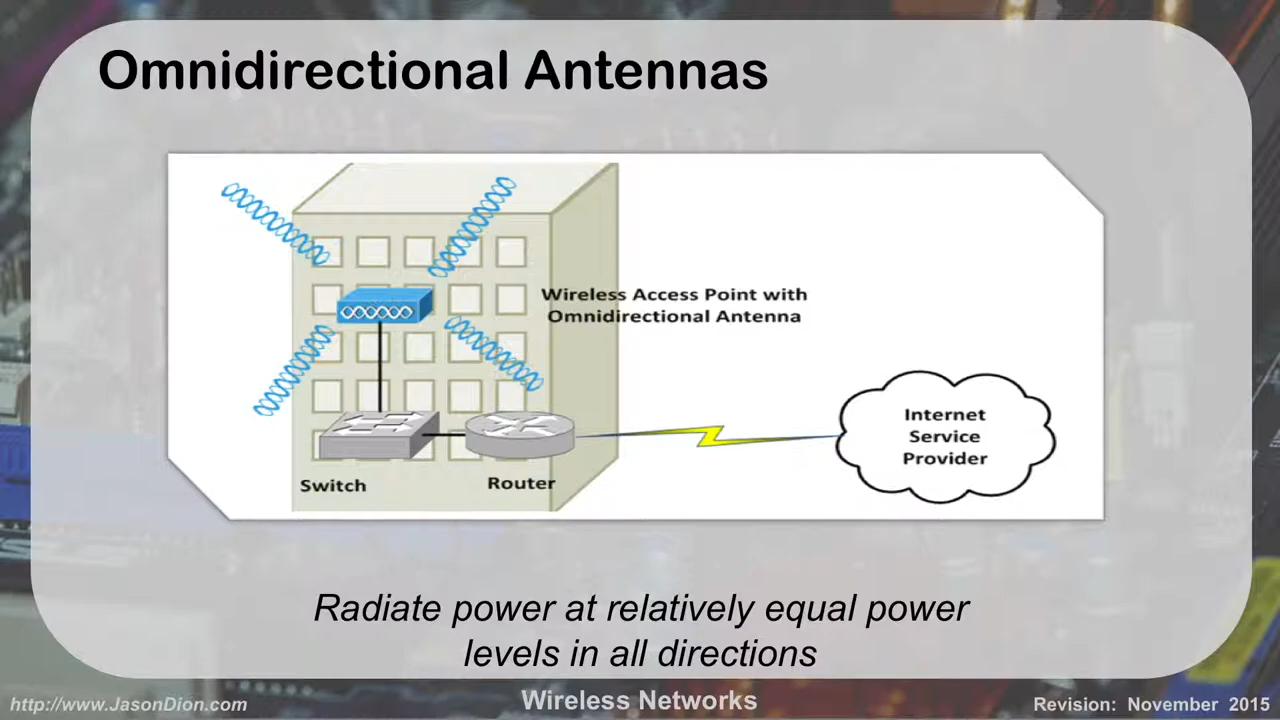 Omnidirectional Antennas
Wireless Access Point with
Omnidirectional Antenna
Internet
Service
Provider
Switch
Router
Radiate power at relatively equal power
levels in all directions
http://www.JasonDion.com
Wireless Networks
Revision: November 2015